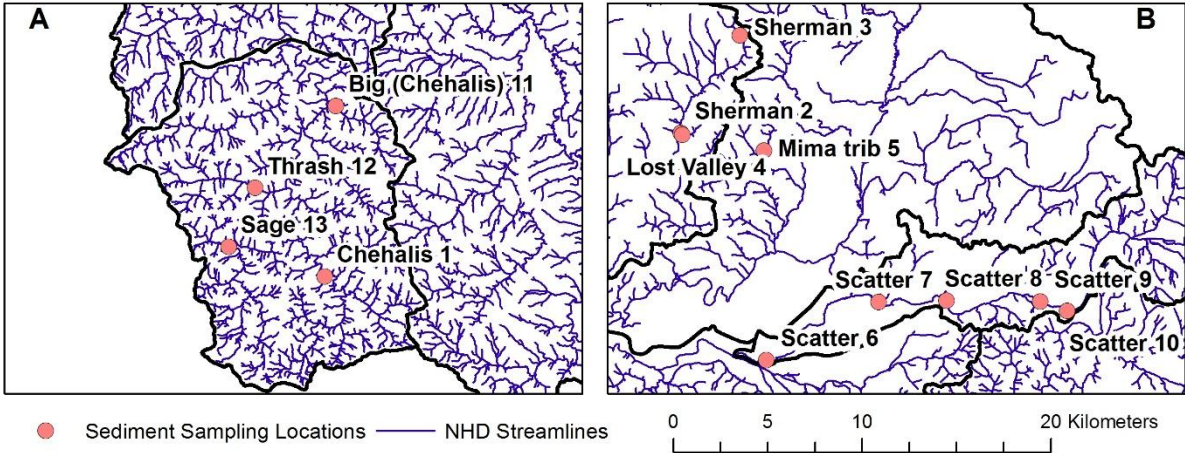 A
Big (Chehalis) 11
Thrash 12
Sage 13
Chehalis 1
B
Sherman 3
Sherman 2
Mima trib 5
Lost Valley 4
Scatter 7
Scatter 8
Scatter 9
Scatter 6
Scatter 10
Sediment Sampling Locations
NHD Streamlines
0 5 10 20 Kilometers